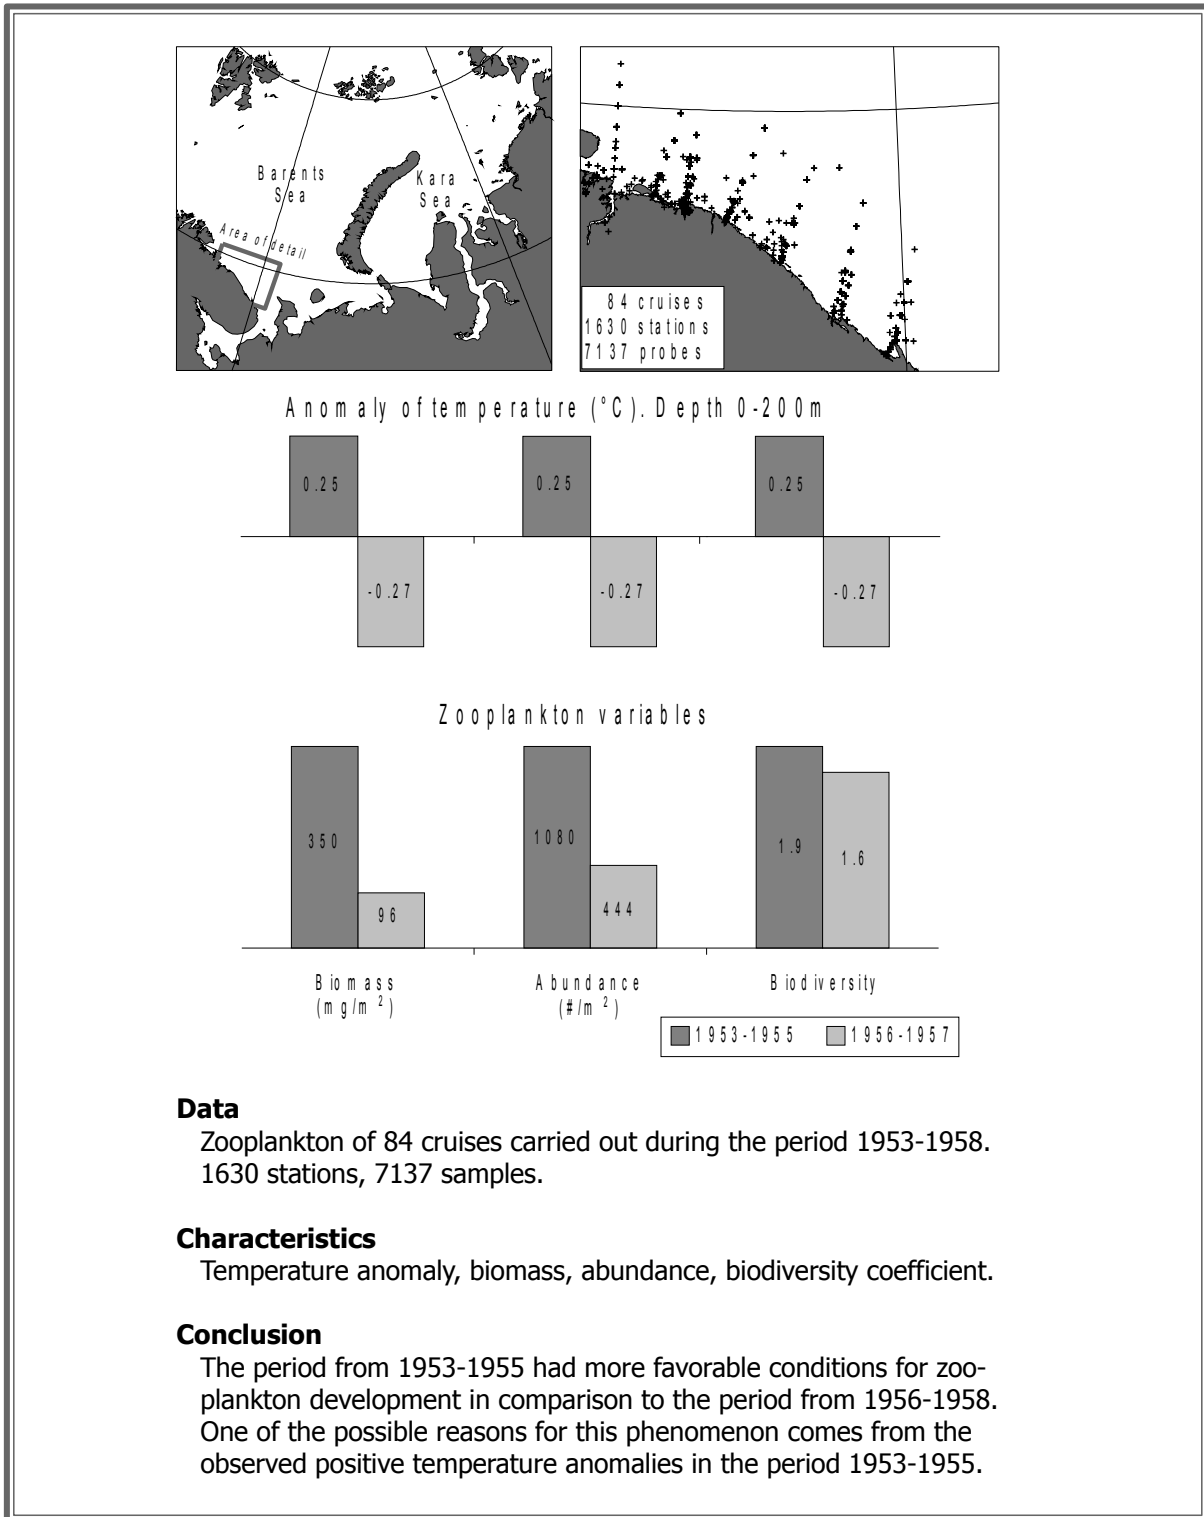 Barents
Sea
Kara
Sea
Area of detail
84 cruises
1630 stations
7137 probes
Anomaly of temperature (°C). Depth 0-200m
0.25
0.25
0.25
-0.27
-0.27
-0.27
Zooplankton variables
350
96
1080
444
1.9
1.6
Biomass
(mg/m²)
Abundance
(#/m²)
Biodiversity
1953-1955
1956-1957
Data
Zooplankton of 84 cruises carried out during the period 1953-1958.
1630 stations, 7137 samples.
Characteristics
Temperature anomaly, biomass, abundance, biodiversity coefficient.
Conclusion
The period from 1953-1955 had more favorable conditions for zoo-
plankton development in comparison to the period from 1956-1958.
One of the possible reasons for this phenomenon comes from the
observed positive temperature anomalies in the period 1953-1955.